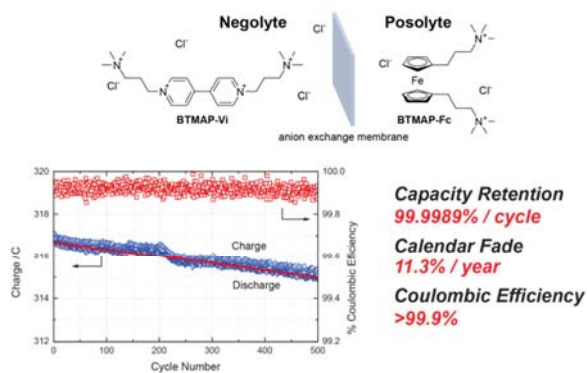 Negolyte
Posolyte
Cl⁻
Cl⁻
Cl⁻
Cl⁻
N⁺
N⁺
N⁺
N⁺
BTMAP-Vi
Cl⁻
Cl⁻
Fe
N⁺
N⁺
BTMAP-Fc
anion exchange membrane
320
318
316
314
312
Charge / C
Charge
Discharge
100.0
99.8
99.6
99.4
99.2
% Coulombic Efficiency
0 100 200 300 400 500
Cycle Number
Capacity Retention
99.9989% / cycle
Calendar Fade
11.3% / year
Coulombic Efficiency
>99.9%